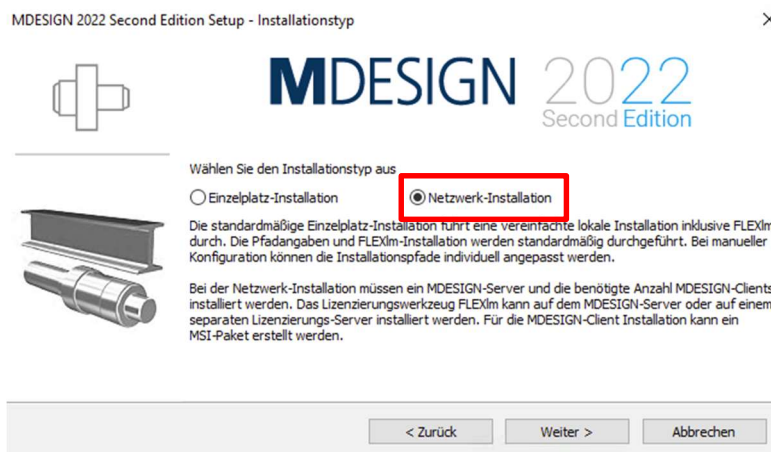 MDESIGN 2022 Second Edition Setup - Installationstyp
MDESIGN 2022
Second Edition
Wählen Sie den Installationstyp aus
Einzelplatz-Installation
Netzwerk-Installation
Die standardmäßige Einzelplatz-Installation führt eine vereinfachte lokale Installation inklusive FLEXlm
durch. Die Pfadangaben und FLEXlm-Installation werden standardmäßig durchgeführt. Bei manueller
Konfiguration können die Installationspfade individuell angepasst werden.
Bei der Netzwerk-Installation müssen ein MDESIGN-Server und die benötigte Anzahl MDESIGN-Clients
installiert werden. Das Lizenzierungswerkzeug FLEXlm kann auf dem MDESIGN-Server oder auf einem
separaten Lizenzierungs-Server installiert werden. Für die MDESIGN-Client Installation kann ein
MSI-Paket erstellt werden.
< Zurück
Weiter >
Abbrechen